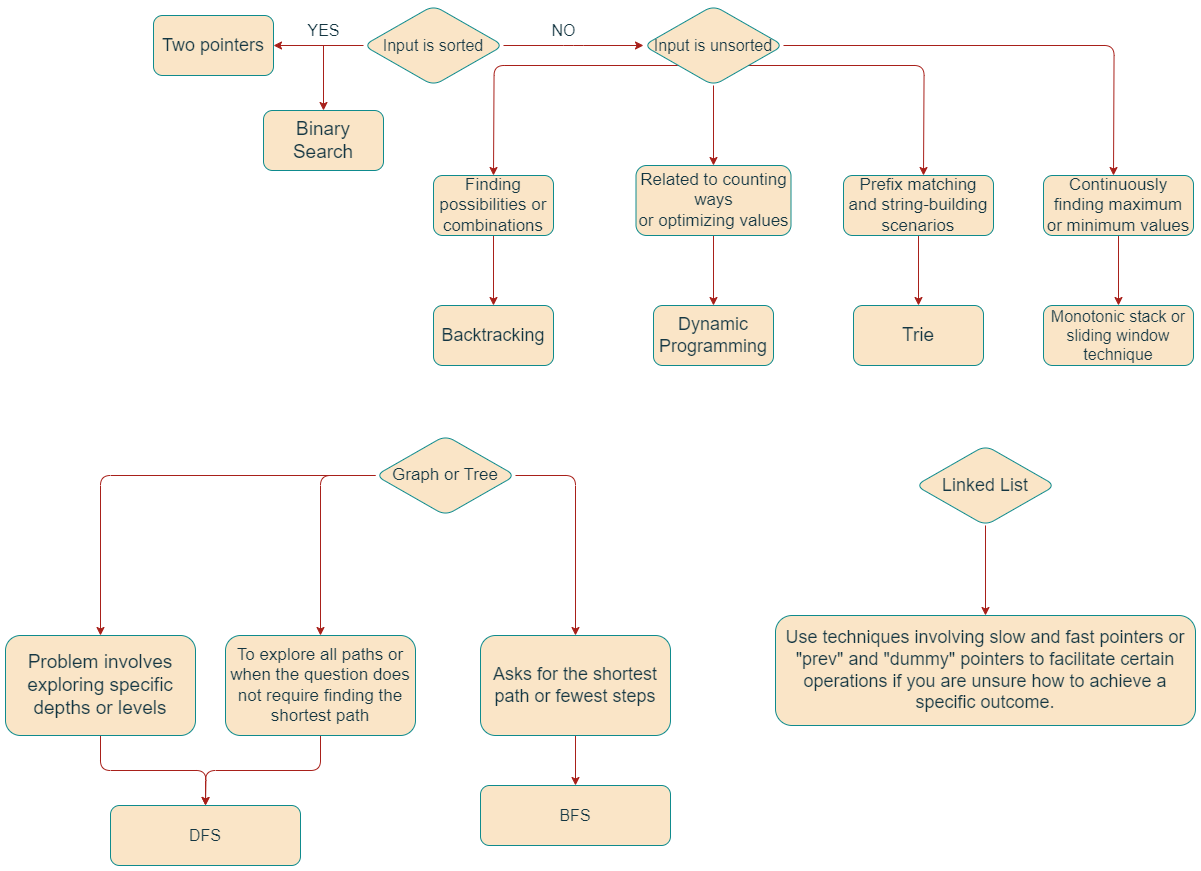 Two pointers
YES
Input is sorted
NO
Input is unsorted
Binary
Search
Finding
possibilities or
combinations
Related to counting
ways
or optimizing values
Prefix matching
and string-building
scenarios
Continuously
finding maximum
or minimum values
Backtracking
Dynamic
Programming
Trie
Monotonic stack or
sliding window
technique
Graph or Tree
Linked List
Problem involves
exploring specific
depths or levels
To explore all paths or
when the question does
not require finding the
shortest path
Asks for the shortest
path or fewest steps
Use techniques involving slow and fast pointers or
"prev" and "dummy" pointers to facilitate certain
operations if you are unsure how to achieve a
specific outcome.
DFS
BFS